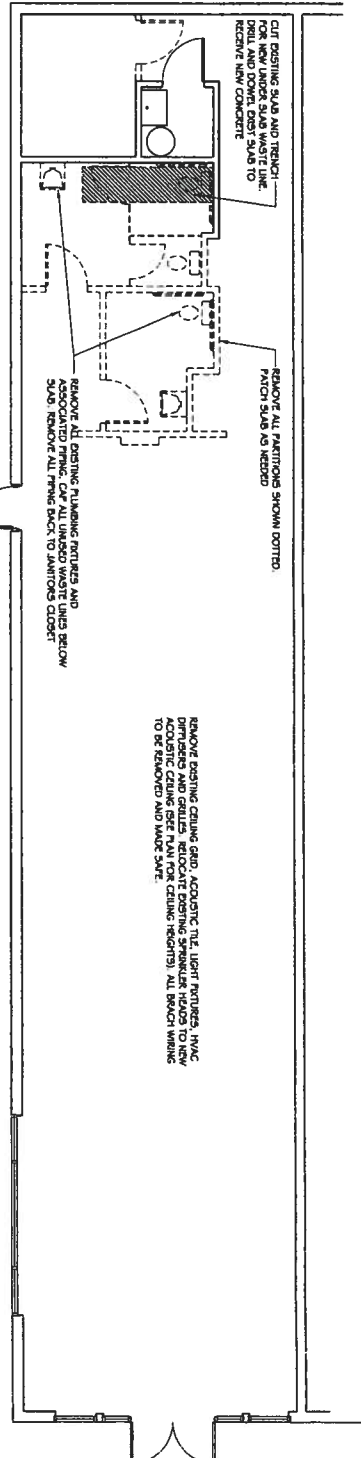 CUT EXISTING SLAB AND TRENCH
FOR NEW UNDER SLAB WASTE LINE.
DRILL AND DOWEL EXIST SLAB TO
RECEIVE NEW CONCRETE
REMOVE ALL PARTITIONS SHOWN DOTTED.
PATCH SLAB AS NEEDED
REMOVE ALL EXISTING PLUMBING FIXTURES AND
ASSOCIATED PIPING. CAP ALL UNUSED WASTE LINES BELOW
SLAB. REMOVE ALL PIPING BACK TO JANITORS CLOSET
REMOVE EXISTING CEILING GRID, ACOUSTIC TILE, LIGHT FIXTURES, HVAC
DIFFUSERS AND GRILLES. RELOCATE EXISTING SPRINKLER HEADS TO NEW
ACOUSTIC CEILING (SEE PLAN FOR CEILING HEIGHTS). ALL BRACH WIRING
TO BE REMOVED AND MADE SAFE.